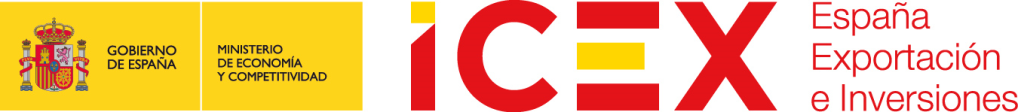 GOBIERNO
DE ESPAÑA
MINISTERIO
DE ECONOMÍA
Y COMPETITIVIDAD
iCEX
España
Exportación
e Inversiones